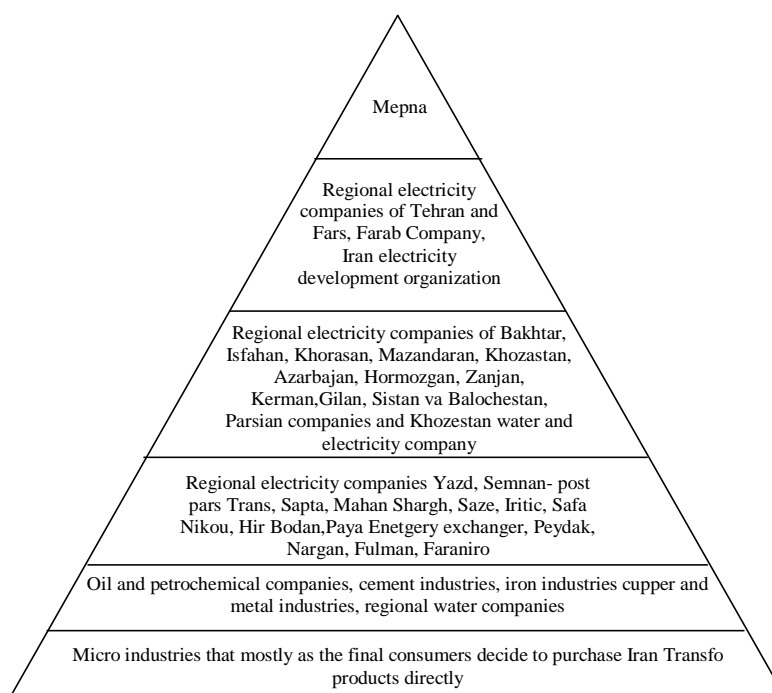 Mepna
Regional electricity
companies of Tehran and
Fars, Farab Company,
Iran electricity
development organization
Regional electricity companies of Bakhtar,
Isfahan, Khorasan, Mazandaran, Khozastan,
Azarbajan, Hormozgan, Zanjan,
Kerman,Gilan, Sistan va Balochestan,
Parsian companies and Khozestan water and
electricity company
Regional electricity companies Yazd, Semnan- post
pars Trans, Sapta, Mahan Shargh, Saze, Iritic, Safa
Nikou, Hir Bodan,Paya Enetgery exchanger, Peydak,
Nargan, Fulman, Faraniro
Oil and petrochemical companies, cement industries, iron industries cupper and
metal industries, regional water companies
Micro industries that mostly as the final consumers decide to purchase Iran Transfo
products directly